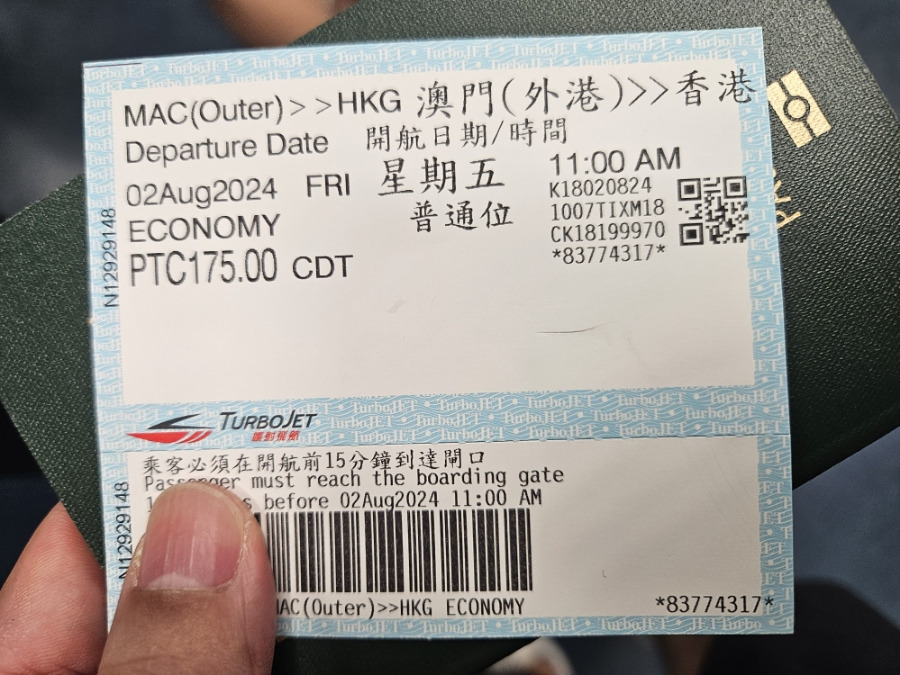 MAC(Outer)>>HKG 澳門(外港)>>香港
Departure Date 開航日期/時間
02Aug2024 FRI 星期五 11:00 AM
ECONOMY 普通位
PTC175.00 CDT
K18020824
1007TIXM18
CK18199970
*83774317*
N12929148
TURBOJET
噴射飛航
乘客必須在開航前15分鐘到達閘口
Passenger must reach the boarding gate
before 02Aug2024 11:00 AM
N12929148
MAC(Outer)>>HKG ECONOMY
*83774317*